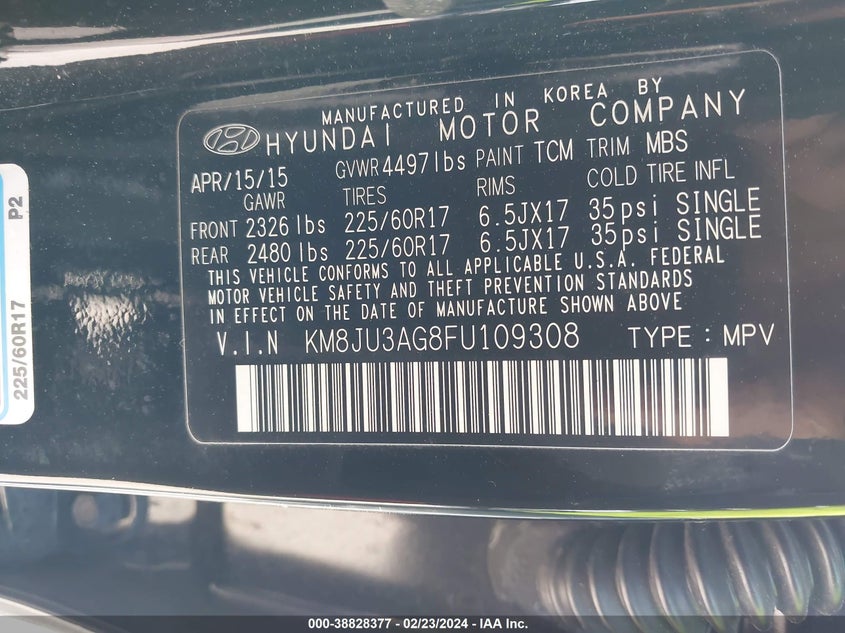 MANUFACTURED IN KOREA BY
HYUNDAI MOTOR COMPANY
APR/15/15 GVWR 4497lbs PAINT TCM TRIM MBS
GAWR TIRES RIMS COLD TIRE INFL
FRONT 2326 lbs 225/60R17 6.5JX17 35psi SINGLE
REAR 2480 lbs 225/60R17 6.5JX17 35psi SINGLE
THIS VEHICLE CONFORMS TO ALL APPLICABLE U.S.A. FEDERAL
MOTOR VEHICLE SAFETY AND THEFT PREVENTION STANDARDS
IN EFFECT ON THE DATE OF MANUFACTURE SHOWN ABOVE
V.I.N KM8JU3AG8FU109308 TYPE : MPV
225/60R17 P2
000-38828377 - 02/23/2024 - IAA Inc.